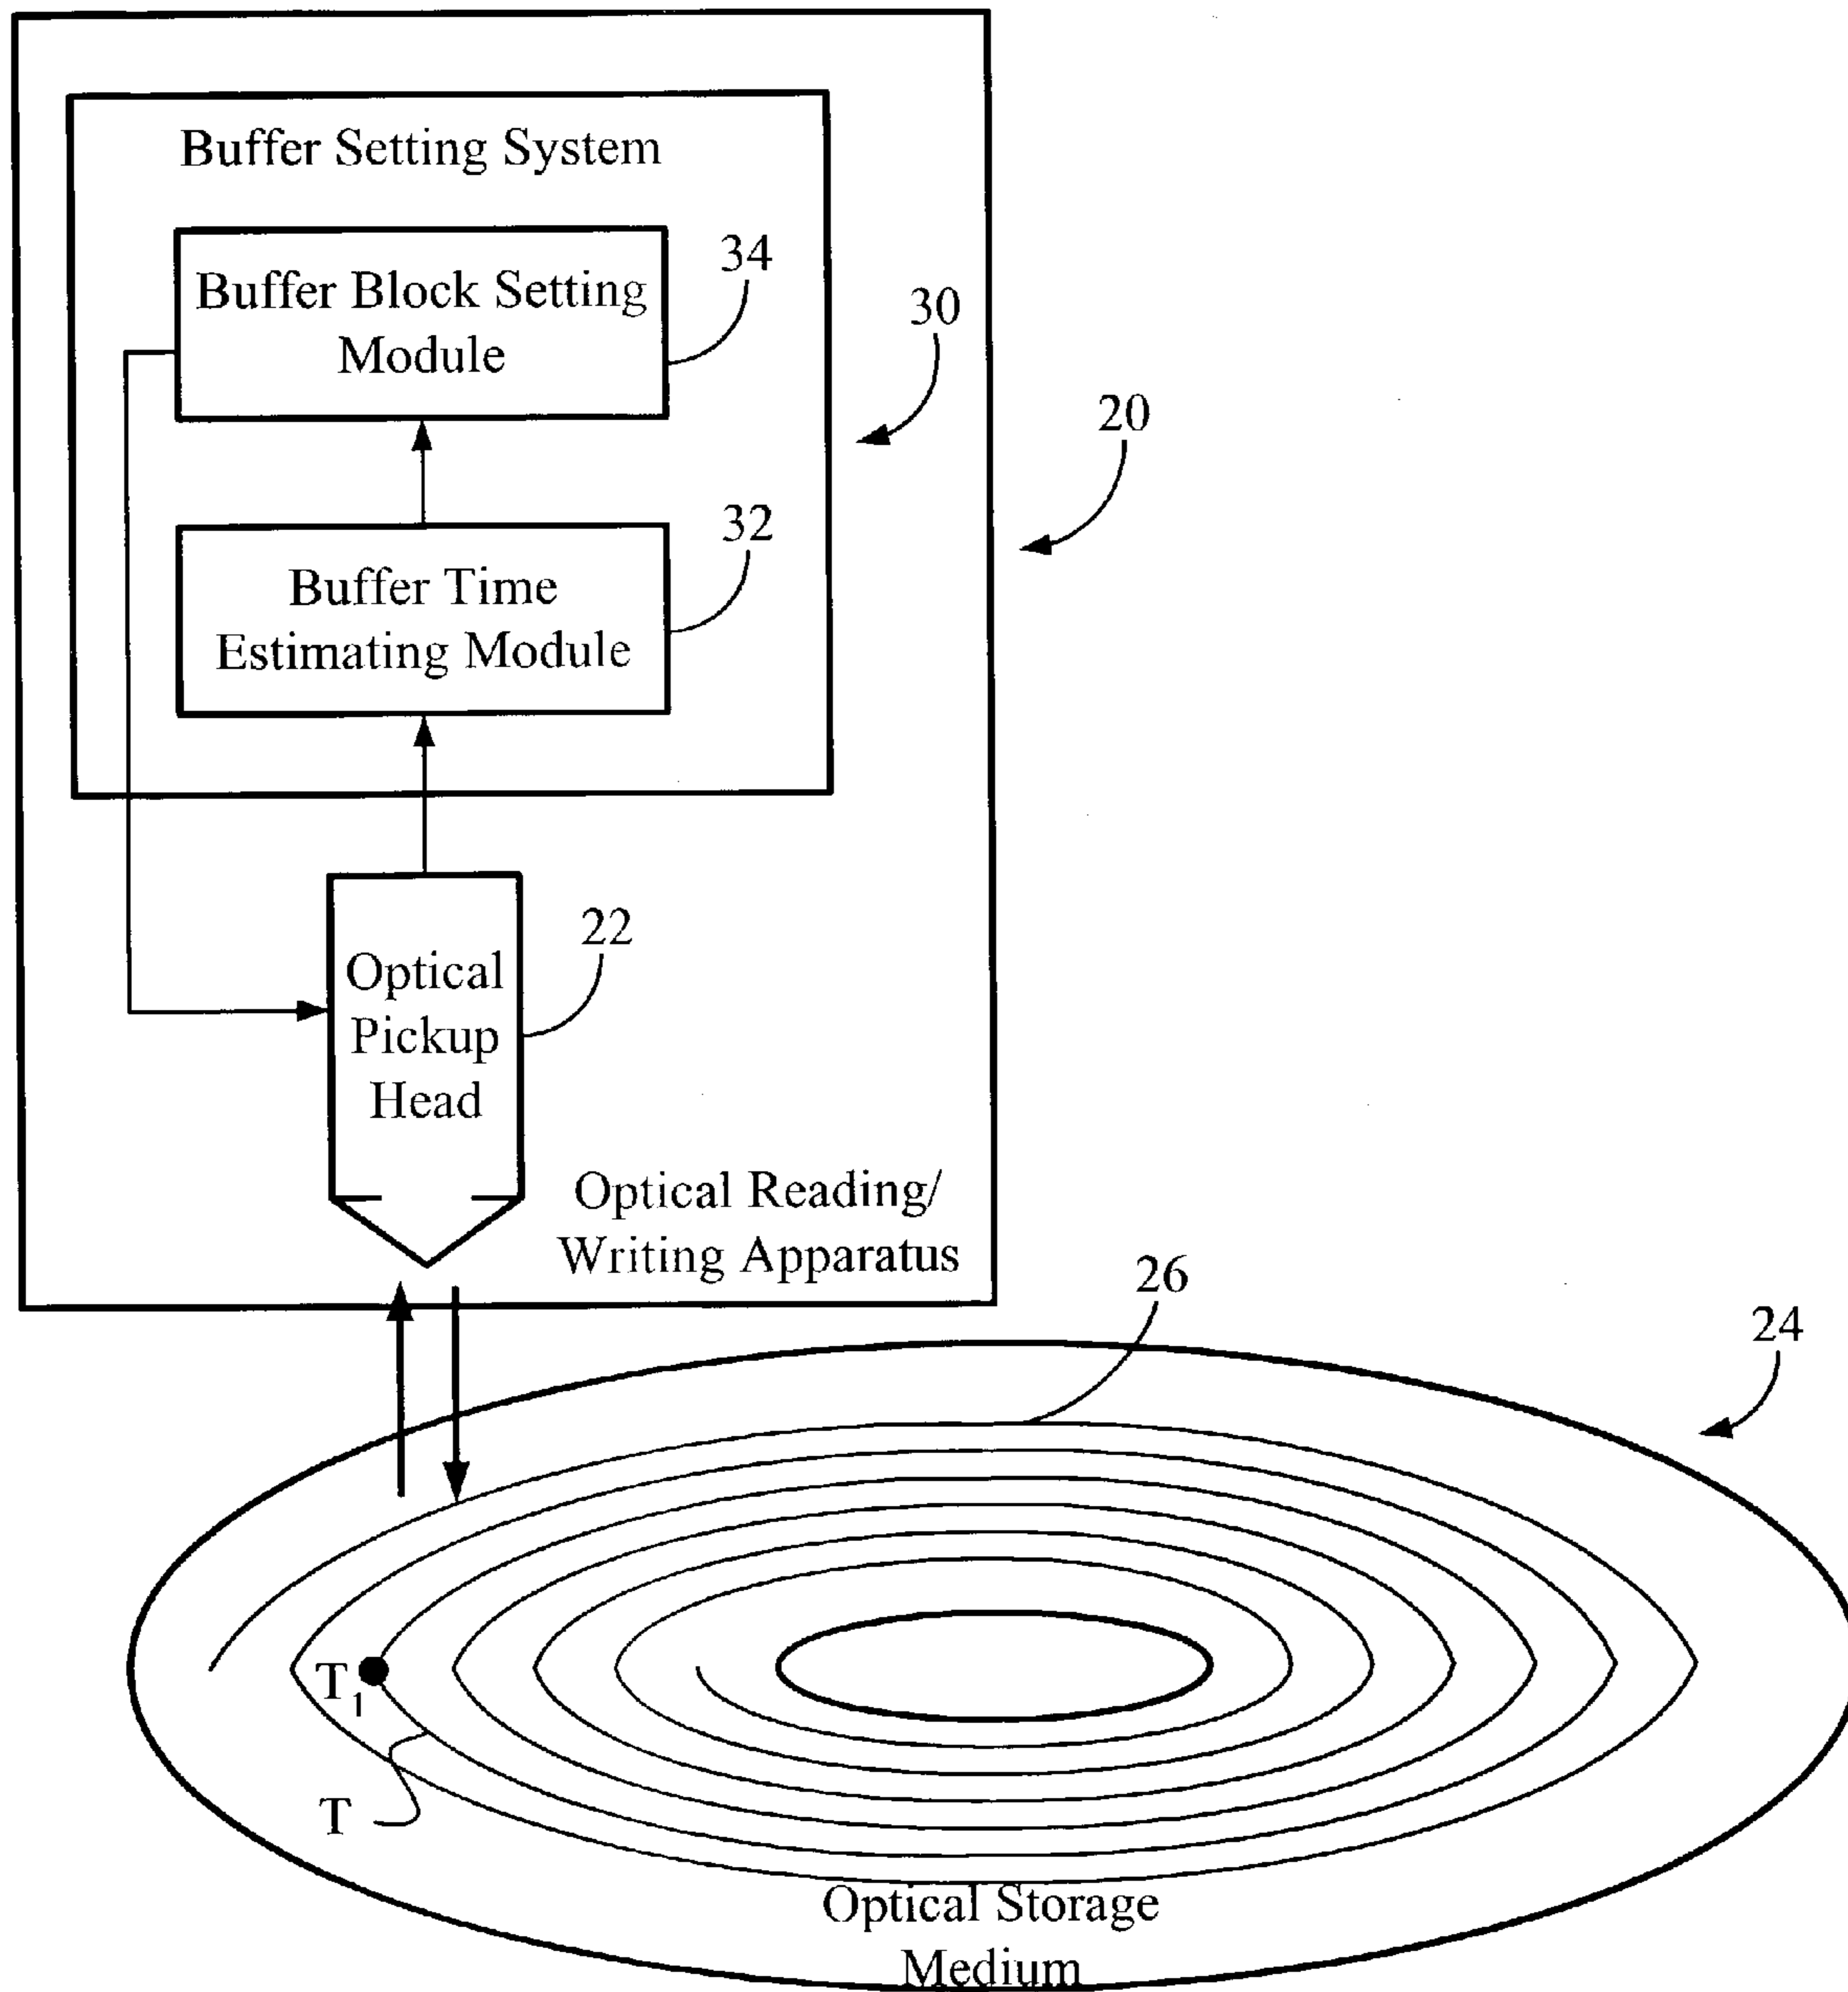 Buffer Setting System
Buffer Block Setting
Module
34
30
20
Buffer Time
Estimating Module
32
Optical
Pickup
Head
22
Optical Reading/
Writing Apparatus
26
24
T₁
T
Optical Storage
Medium